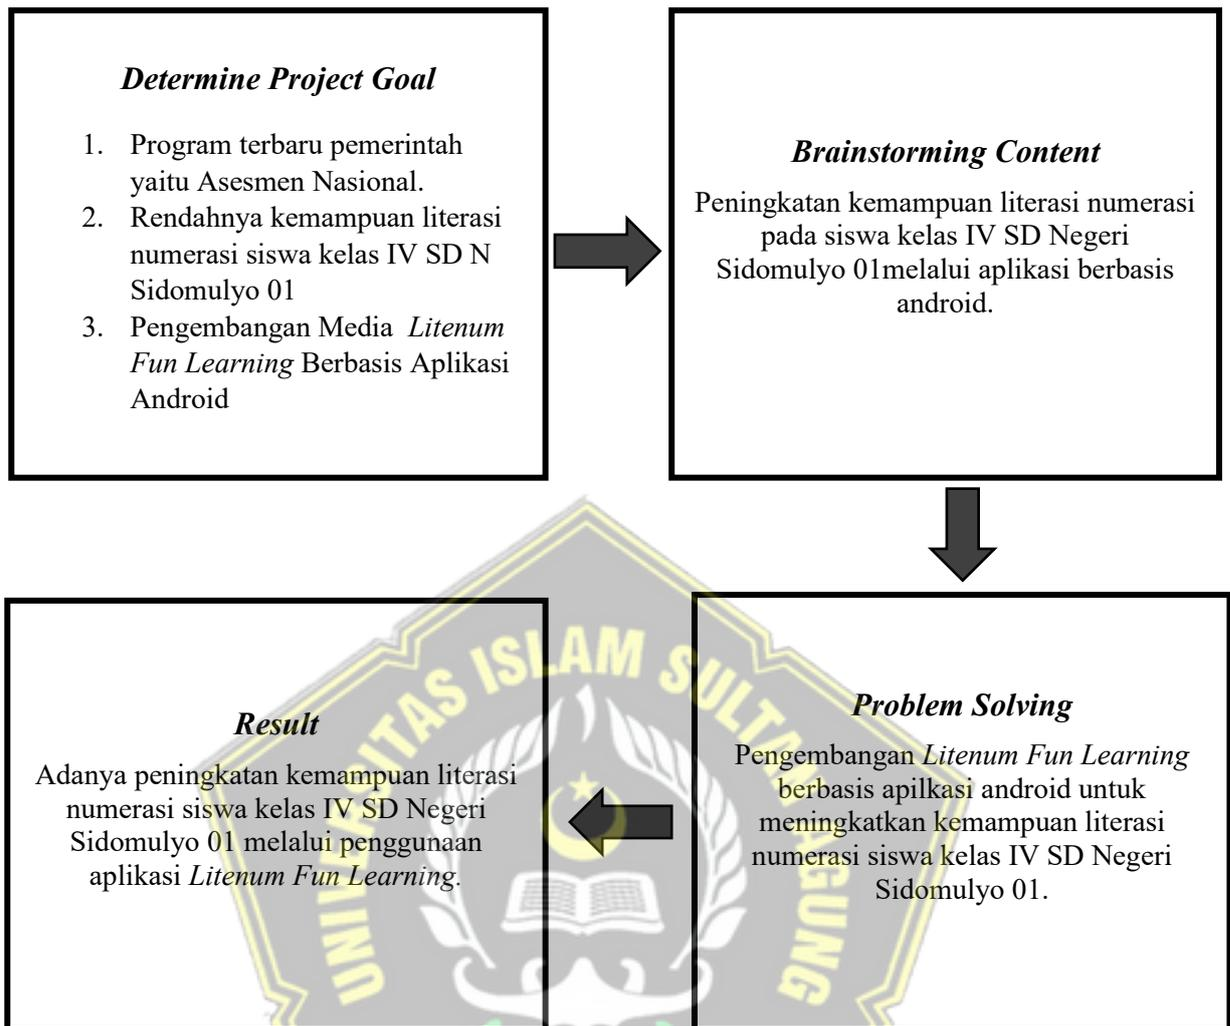 Determine Project Goal
1. Program terbaru pemerintah
yaitu Asesmen Nasional.
2. Rendahnya kemampuan literasi
numerasi siswa kelas IV SD N
Sidomulyo 01
3. Pengembangan Media Litenum
Fun Learning Berbasis Aplikasi
Android
Brainstorming Content
Peningkatan kemampuan literasi numerasi
pada siswa kelas IV SD Negeri
Sidomulyo 01melalui aplikasi berbasis
android.
Problem Solving
Pengembangan Litenum Fun Learning
berbasis apilkasi android untuk
meningkatkan kemampuan literasi
numerasi siswa kelas IV SD Negeri
Sidomulyo 01.
Result
Adanya peningkatan kemampuan literasi
numerasi siswa kelas IV SD Negeri
Sidomulyo 01 melalui penggunaan
aplikasi Litenum Fun Learning.
UNIVERSITAS ISLAM SULTAN AGUNG